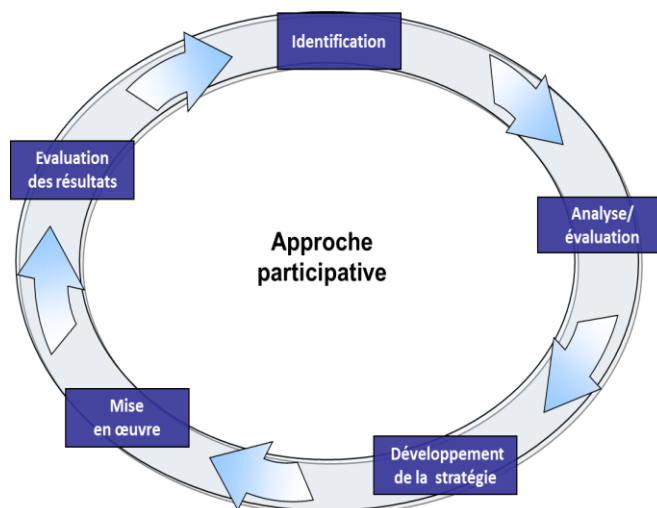 Identification
Analyse/
évaluation
Développement
de la stratégie
Mise
en œuvre
Evaluation
des résultats
Approche
participative